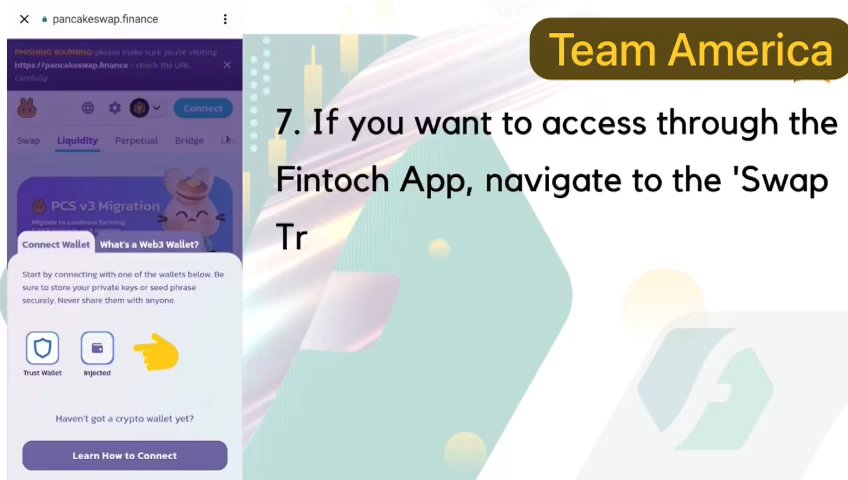 pancakeswap.finance
PHISHING WARNING: please make sure you're visiting
https://pancakeswap.finance - check the URL
carefully.
Connect
Swap Liquidity Perpetual Bridge
PCS v3 Migration
Connect Wallet What's a Web3 Wallet?
Start by connecting with one of the wallets below. Be
sure to store your private keys or seed phrase
securely. Never share them with anyone.
Trust Wallet Injected
Haven't got a crypto wallet yet?
Learn How to Connect
Team America
7. If you want to access through the
Fintoch App, navigate to the 'Swap
Tr